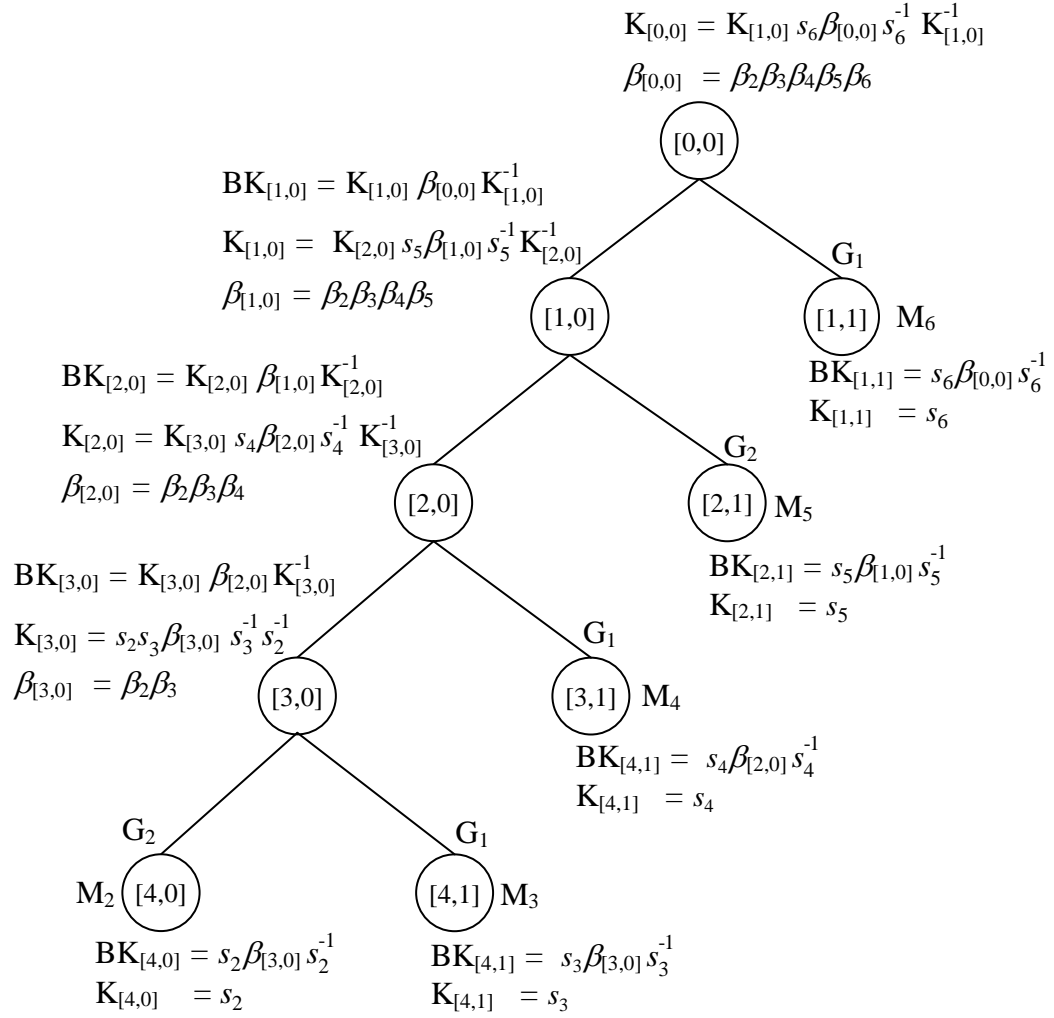 K[0,0] = K[1,0] s₆β[0,0] s₆⁻¹ K[1,0]⁻¹
β[0,0] = β₂β₃β₄β₅β₆
[0,0]
BK[1,0] = K[1,0] β[0,0] K[1,0]⁻¹
K[1,0] = K[2,0] s₅β[1,0] s₅⁻¹ K[2,0]⁻¹
β[1,0] = β₂β₃β₄β₅
[1,0]
G₁
[1,1] M₆
BK[1,1] = s₆β[0,0] s₆⁻¹
K[1,1] = s₆
BK[2,0] = K[2,0] β[1,0] K[2,0]⁻¹
K[2,0] = K[3,0] s₄β[2,0] s₄⁻¹ K[3,0]⁻¹
β[2,0] = β₂β₃β₄
[2,0]
G₂
[2,1] M₅
BK[2,1] = s₅β[1,0] s₅⁻¹
K[2,1] = s₅
BK[3,0] = K[3,0] β[2,0] K[3,0]⁻¹
K[3,0] = s₂s₃β[3,0] s₃⁻¹ s₂⁻¹
β[3,0] = β₂β₃
[3,0]
G₁
[3,1] M₄
BK[4,1] = s₄β[2,0] s₄⁻¹
K[4,1] = s₄
G₂
M₂ [4,0]
BK[4,0] = s₂β[3,0] s₂⁻¹
K[4,0] = s₂
G₁
[4,1] M₃
BK[4,1] = s₃β[3,0] s₃⁻¹
K[4,1] = s₃